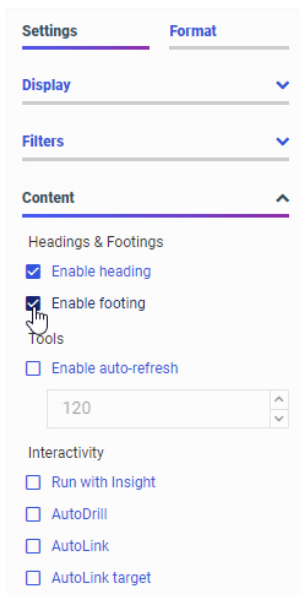 Settings Format
Display
Filters
Content
Headings & Footings
Enable heading
Enable footing
Tools
Enable auto-refresh
120
Interactivity
Run with Insight
AutoDrill
AutoLink
AutoLink target